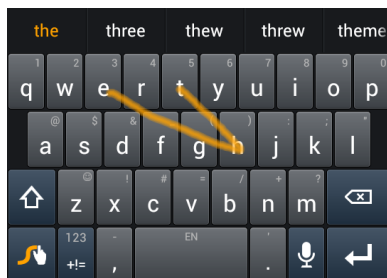 the three thew threw theme
1 2 3 4 5 6 7 8 9 0
q w e r t y u i o p
@ $ & ( ) : ; "
a s d f g h j k l
! # = / + ?
z x c v b n m
123 - EN '
+!= , .